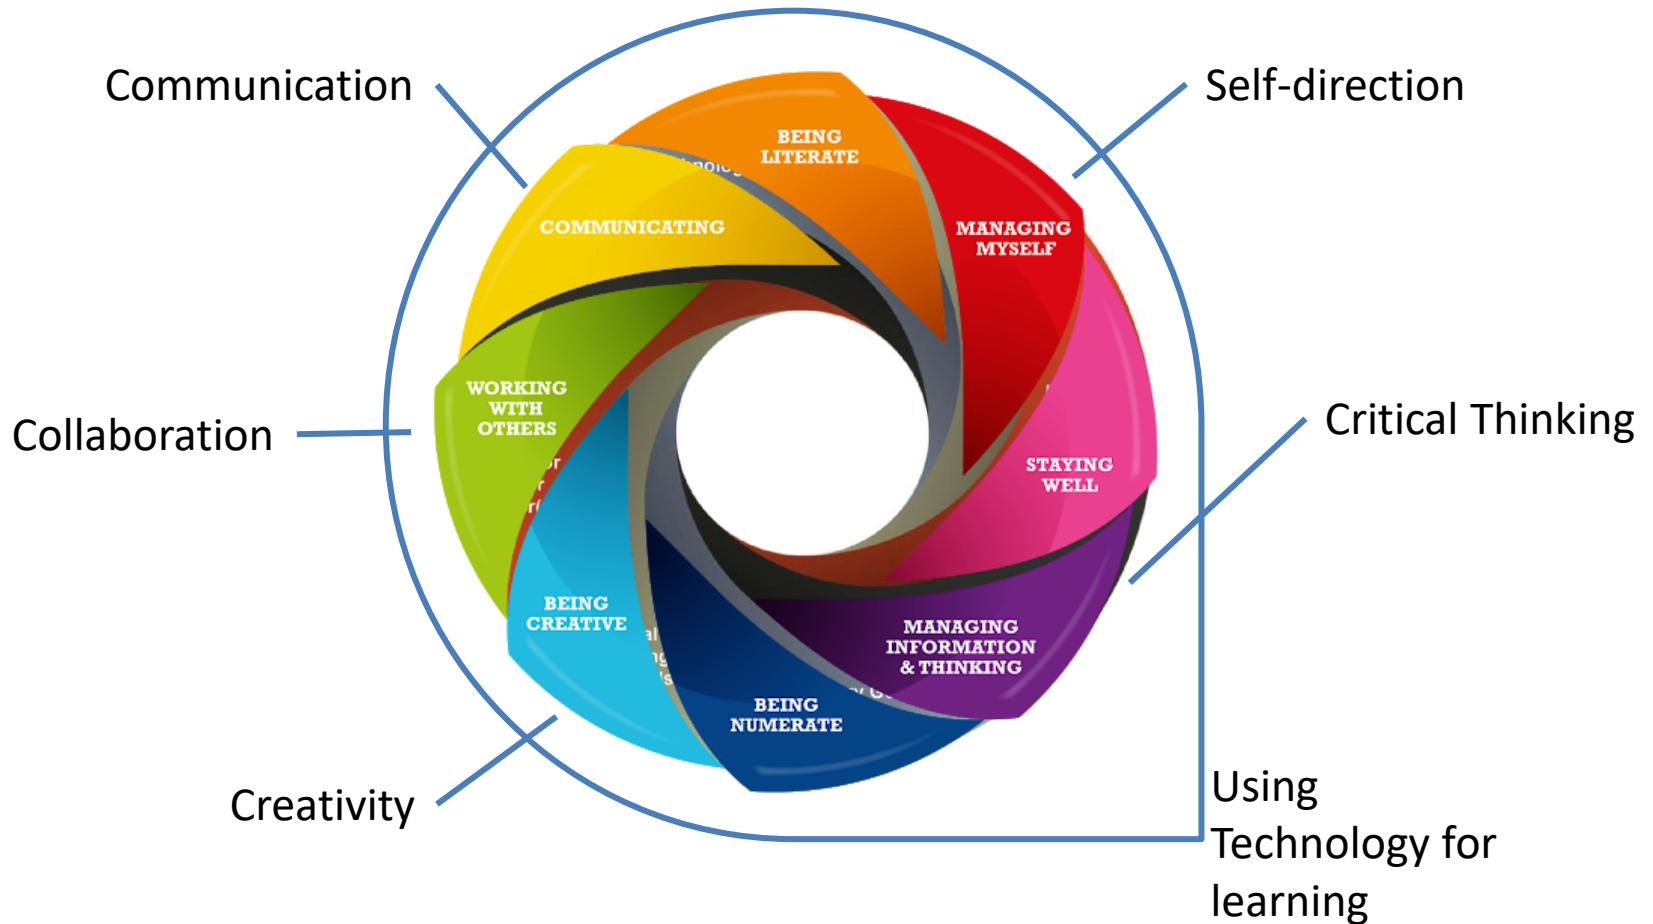 Communication
Self-direction
BEING
LITERATE
COMMUNICATING
MANAGING
MYSELF
WORKING
WITH
OTHERS
Collaboration
Critical Thinking
STAYING
WELL
BEING
CREATIVE
MANAGING
INFORMATION
& THINKING
BEING
NUMERATE
Creativity
Using
Technology for
learning